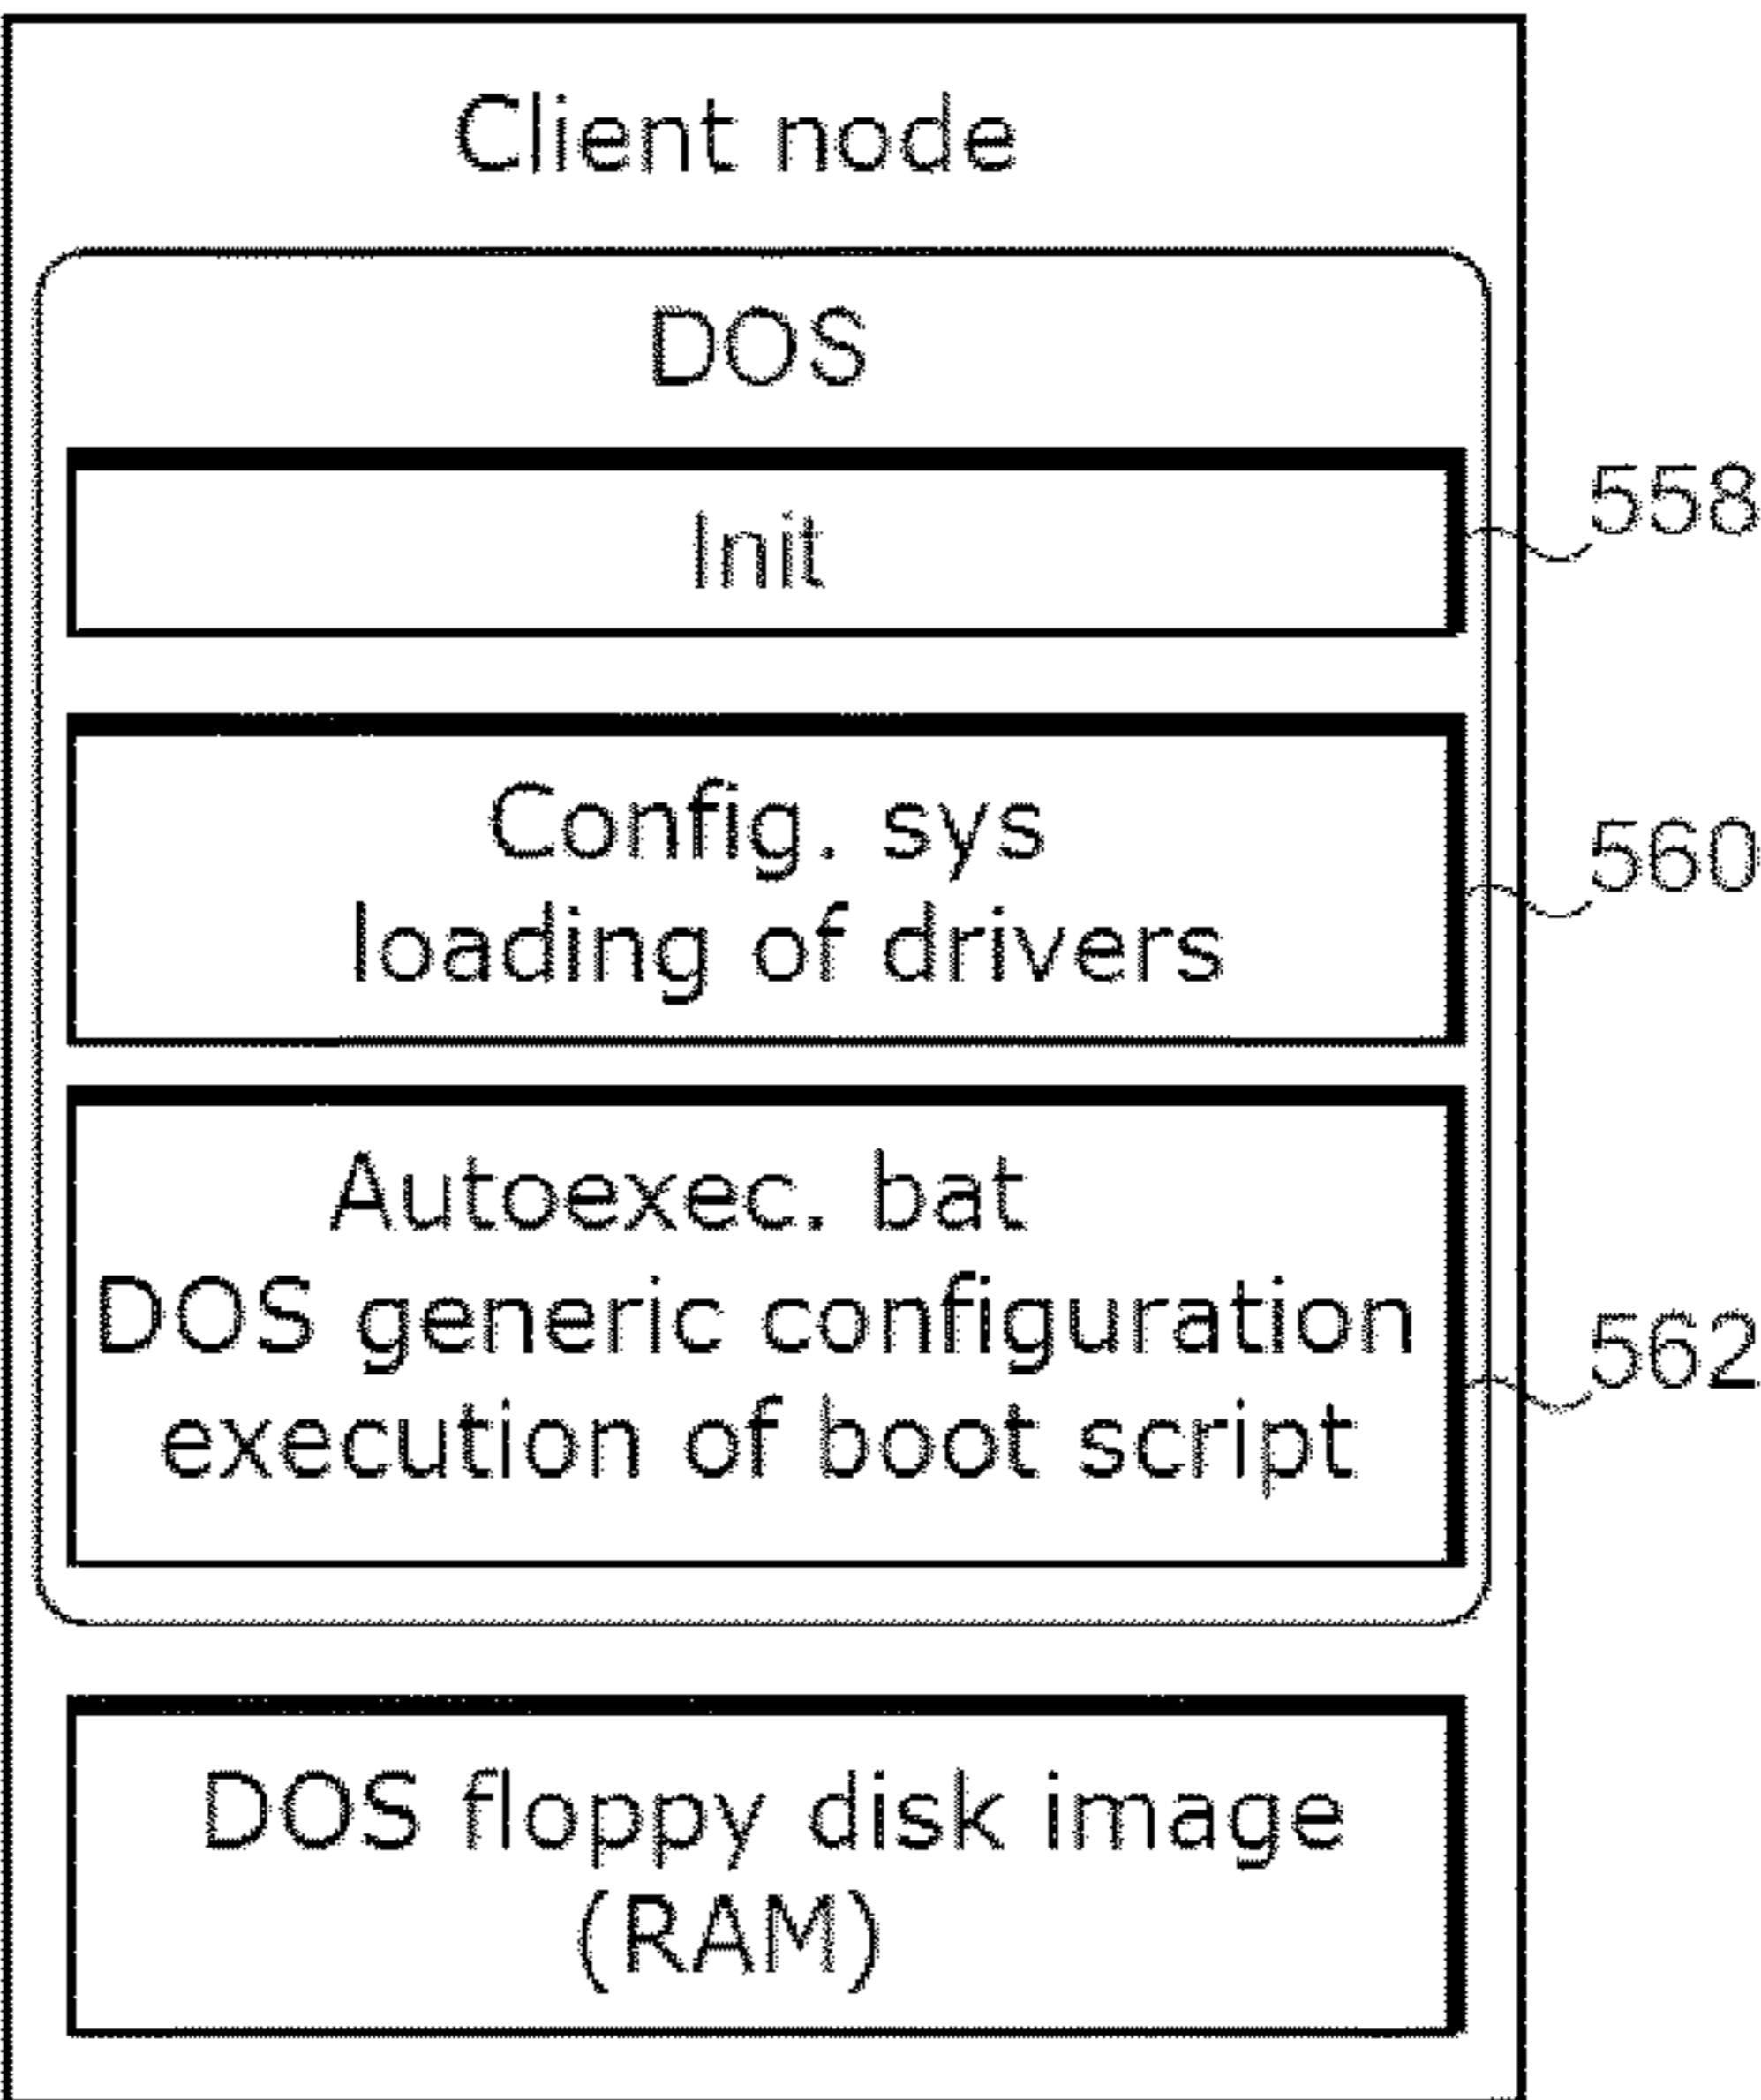 Client node
DOS
Init
558
Config. sys
loading of drivers
560
Autoexec. bat
DOS generic configuration
execution of boot script
562
DOS floppy disk image
(RAM)